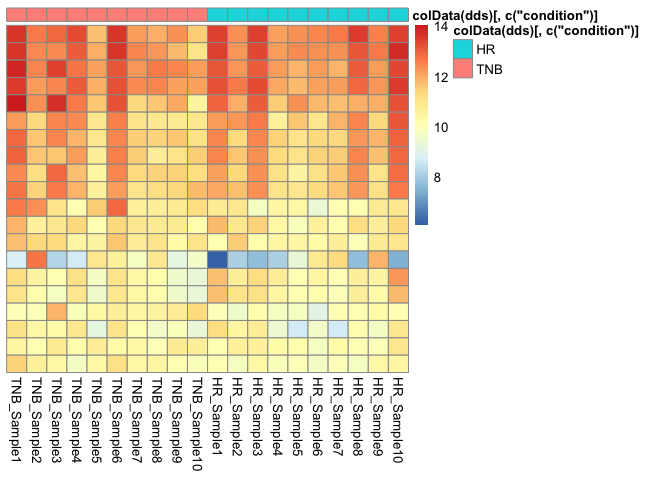 colData(dds)[, c("condition")]
14
12
10
8
colData(dds)[, c("condition")]
HR
TNB
TNB_Sample1
TNB_Sample2
TNB_Sample3
TNB_Sample4
TNB_Sample5
TNB_Sample6
TNB_Sample7
TNB_Sample8
TNB_Sample9
TNB_Sample10
HR_Sample1
HR_Sample2
HR_Sample3
HR_Sample4
HR_Sample5
HR_Sample6
HR_Sample7
HR_Sample8
HR_Sample9
HR_Sample10